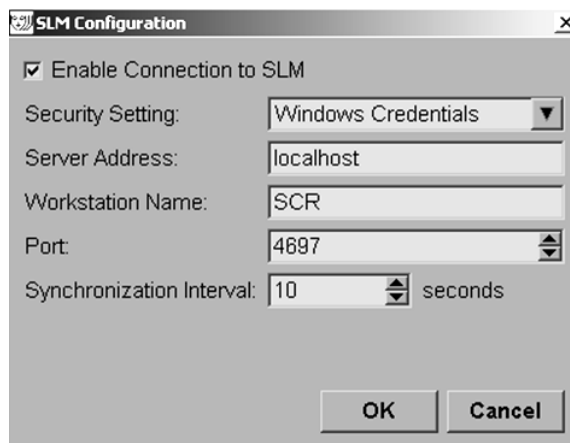 SLM Configuration
Enable Connection to SLM
Security Setting: Windows Credentials
Server Address: localhost
Workstation Name: SCR
Port: 4697
Synchronization Interval: 10 seconds
OK Cancel